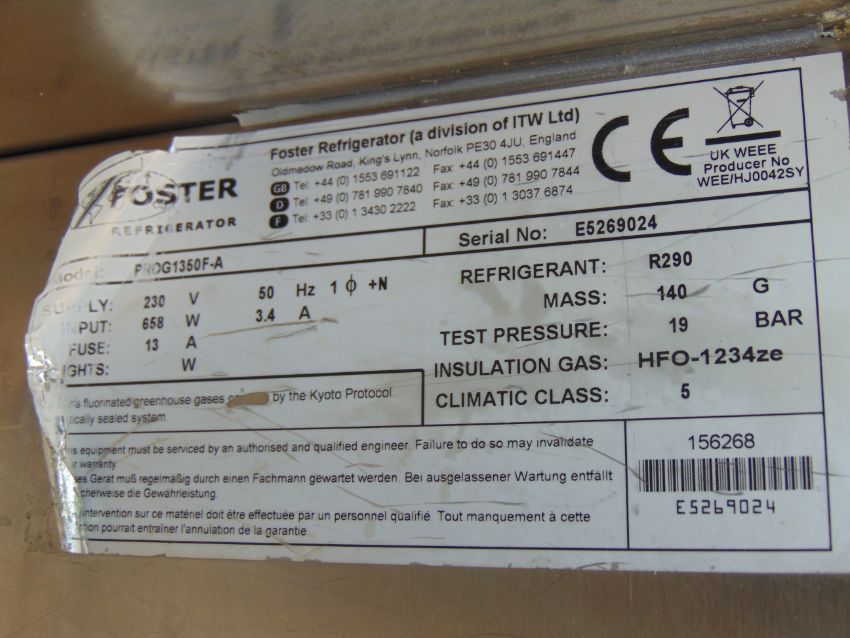 FOSTER
REFRIGERATOR
Foster Refrigerator (a division of ITW Ltd)
Oldmedow Road, King's Lynn, Norfolk PE30 4JU, England
GB Tel: +44 (0) 1553 691122 Fax: +44 (0) 1553 691447
D Tel: +49 (0) 781 990 7840 Fax: +49 (0) 781 990 7844
F Tel: +33 (0) 1 3430 2222 Fax: +33 (0) 1 3037 6874
CE
UK WEEE
Producer No
WEE/HJ0042SY
Model: PROG1350F-A
Serial No: E5269024
SUPPLY: 230 V 50 Hz 1 ϕ +N
INPUT: 658 W 3.4 A
FUSE: 13 A
LIGHTS: W
REFRIGERANT: R290
MASS: 140 G
TEST PRESSURE: 19 BAR
INSULATION GAS: HFO-1234ze
CLIMATIC CLASS: 5
fluorinated greenhouse gases by the Kyoto Protocol
sealed system
equipment must be serviced by an authorised and qualified engineer. Failure to do so may invalidate
warranty.
Gerat muß regelmäßig durch einen Fachmann gewartet werden. Bei ausgelassener Wartung entfällt
die Gewährleistung.
intervention sur ce matériel doit être effectuée par un personnel qualifié. Tout manquement à cette
pourrait entraîner l'annulation de la garantie.
156268
E5269024